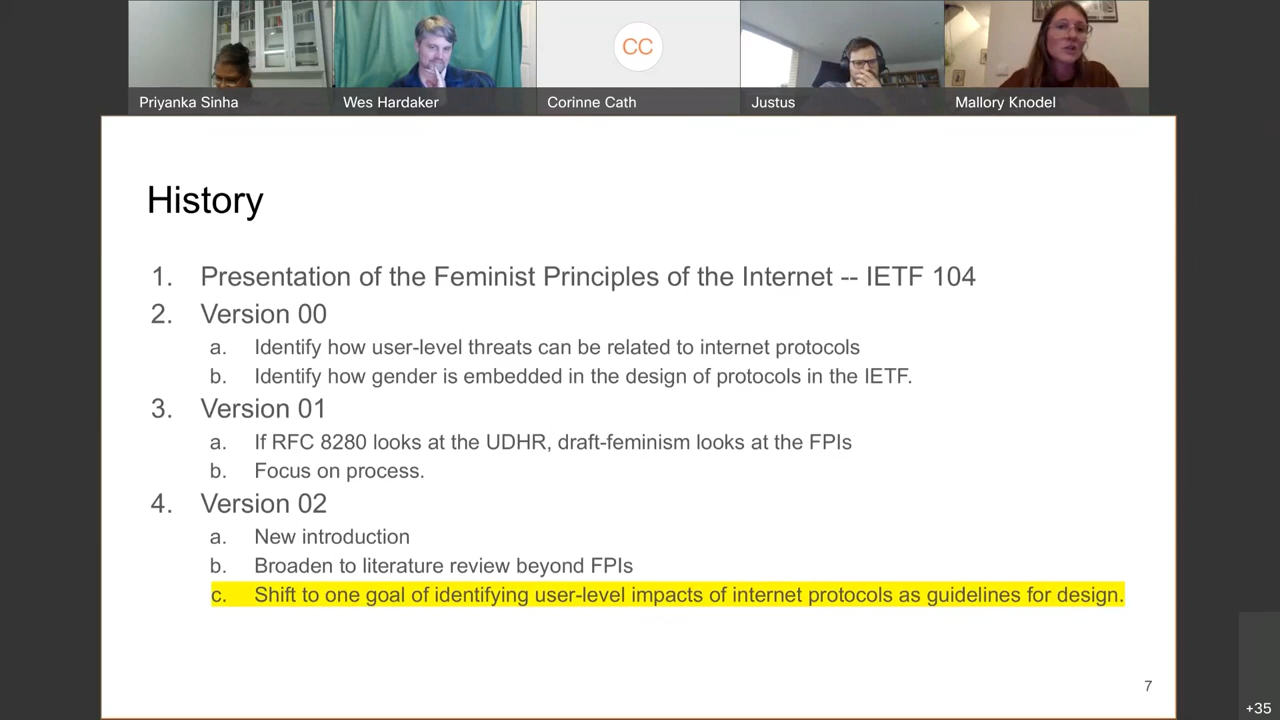 CC
Priyanka Sinha
Wes Hardaker
Corinne Cath
Justus
Mallory Knodel
History
1. Presentation of the Feminist Principles of the Internet -- IETF 104
2. Version 00
a. Identify how user-level threats can be related to internet protocols
b. Identify how gender is embedded in the design of protocols in the IETF.
3. Version 01
a. If RFC 8280 looks at the UDHR, draft-feminism looks at the FPIs
b. Focus on process.
4. Version 02
a. New introduction
b. Broaden to literature review beyond FPIs
c. Shift to one goal of identifying user-level impacts of internet protocols as guidelines for design.
7
+35